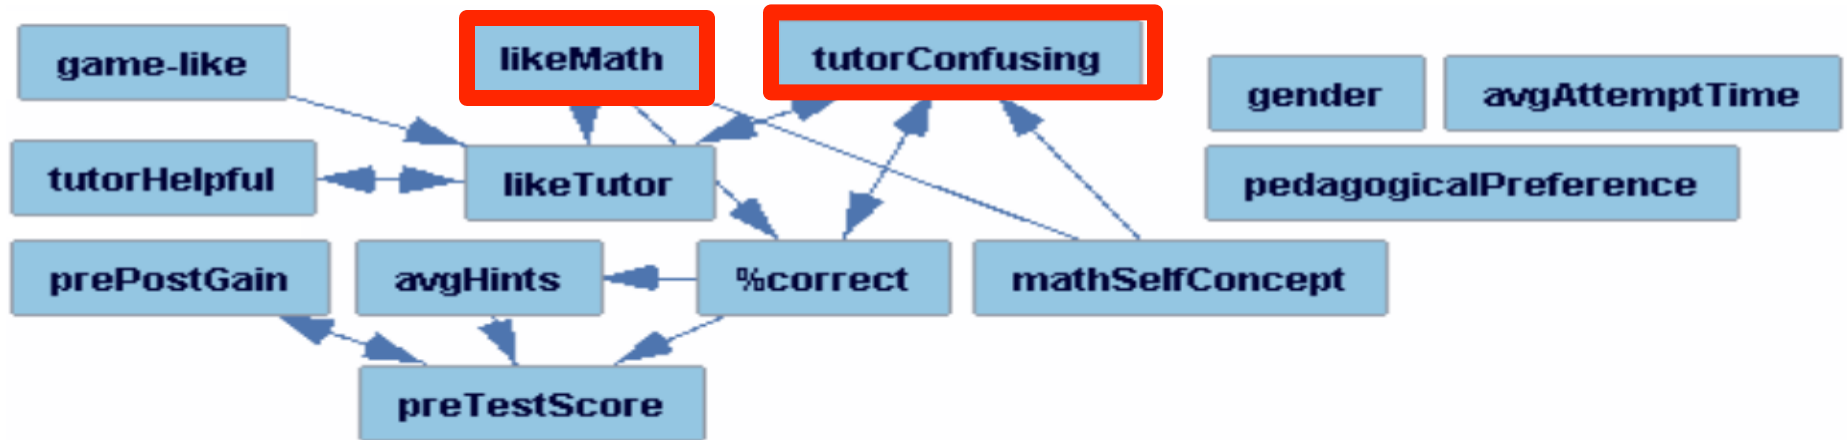 game-like
likeMath
tutorConfusing
gender
avgAttemptTime
tutorHelpful
likeTutor
pedagogicalPreference
prePostGain
avgHints
%correct
mathSelfConcept
preTestScore